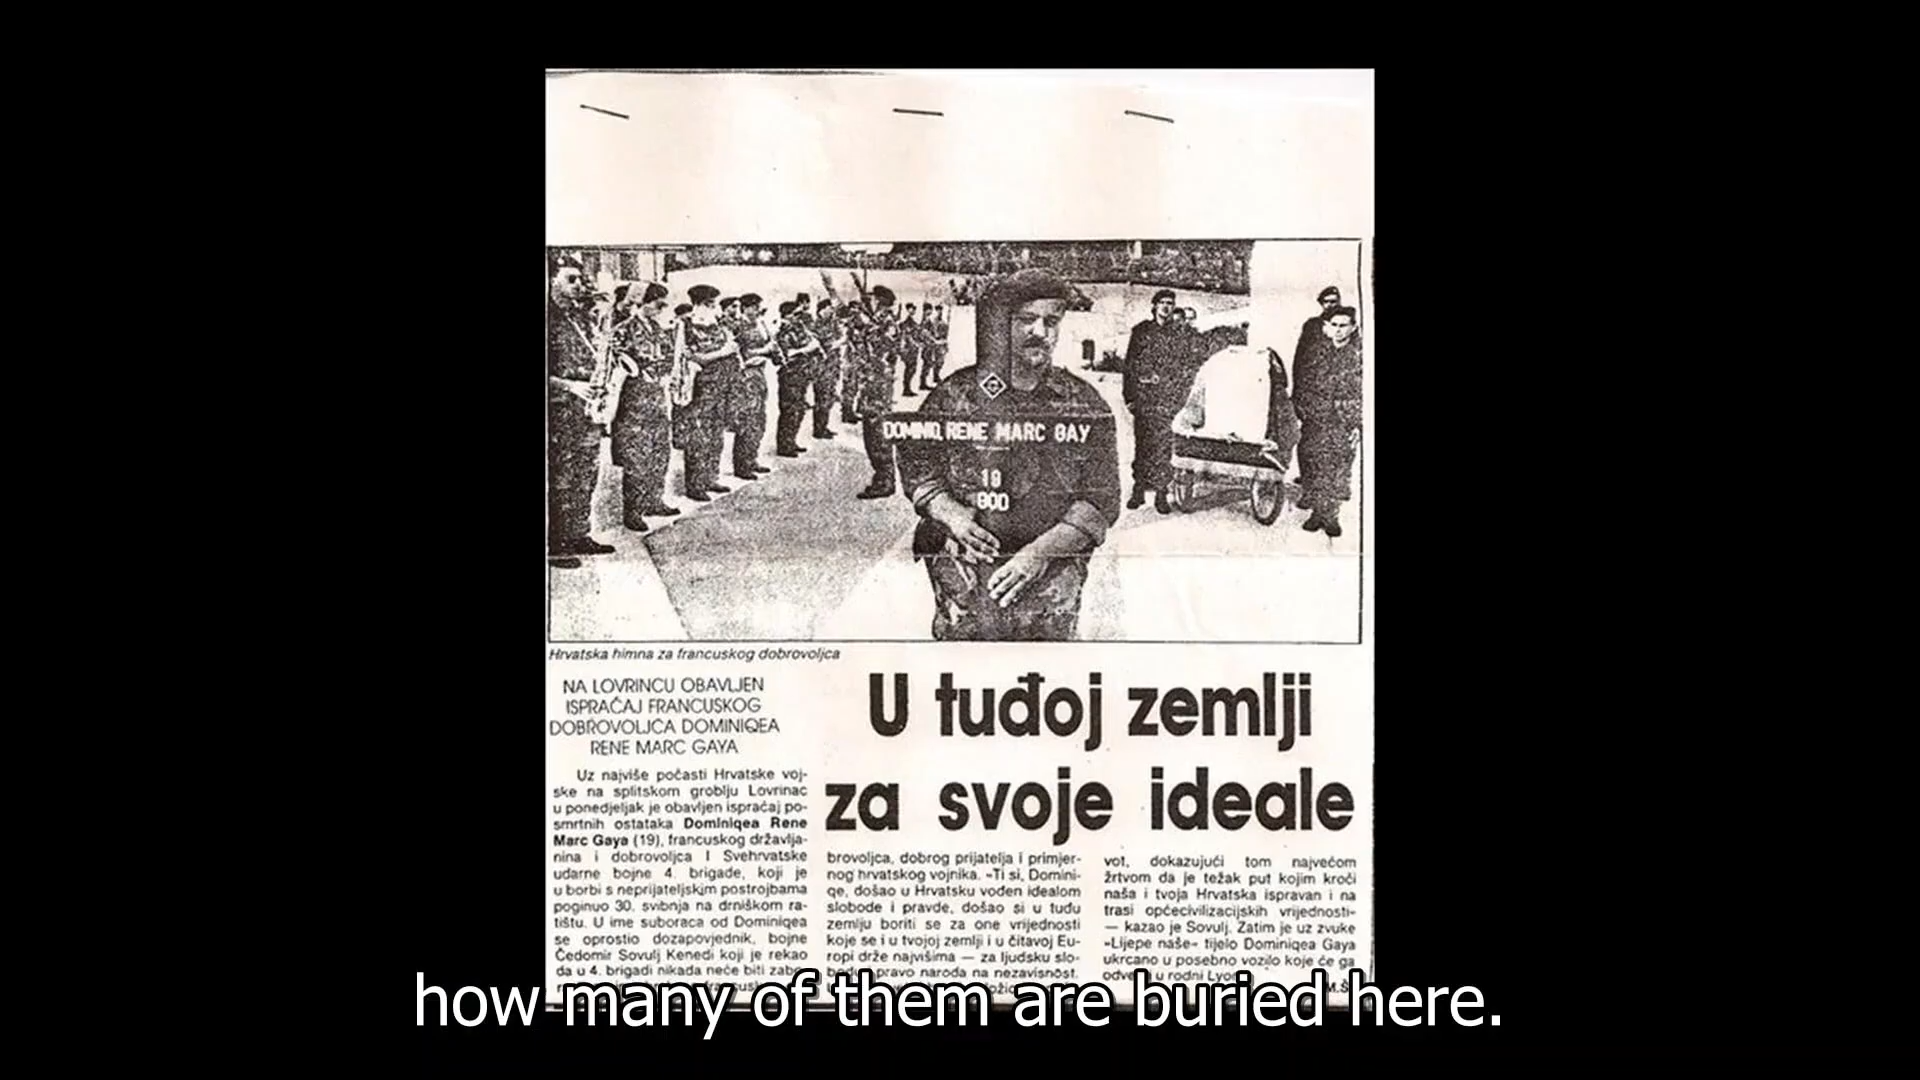 DOMINIQ. RENE MARC GAY
19
Hrvatska himna za francuskog dobrovoljca
NA LOVRINCU OBAVLJEN
ISPRAĆAJ FRANCUSKOG
DOBROVOLJCA DOMINIQEA
RENE MARC GAYA
U tuđoj zemlji
za svoje ideale
Uz najviše počasti Hrvatske voj-
ske na splitskom groblju Lovrinac
u ponedjeljak je obavljen ispraćaj po-
smrtnih ostataka Dominiqea Rene
Marc Gaya (19), francuskog državlja-
nina i dobrovoljca I Svehrvatske
udarne bojne 4. brigade, koji je
u borbi s neprijateljskim postrojbama
poginuo 30. svibnja na drniškom ra-
tištu. U ime suboraca od Dominiqea
se oprostio dozapovjednik, bojne
Čedomir Sovulj Kenedi koji je rekao
da u 4. brigadi nikada neće biti
brovoljca, dobrog prijatelja i primjer-
nog hrvatskog vojnika. »Ti si, Domini-
qe, došao u Hrvatsku vođen idealom
slobode i pravde, došao si u tuđu
zemlju boriti se za one vrijednosti
koje se i u tvojoj zemlji i u čitavoj Eu-
ropi drže najvišima — za ljudsku slo-
pravo naroda na nezavisnost.
vot, dokazujući tom najvećom
žrtvom da je težak put kojim kroči
naša i tvoja Hrvatska ispravan i na
trasi općecivilizacijskih vrijednosti«
— kazao je Sovulj. Zatim je uz zvuke
»Lijepe naše« tijelo Dominiqea Gaya
ukrcano u posebno vozilo koje će ga
u rodni
M.Š.
how many of them are buried here.